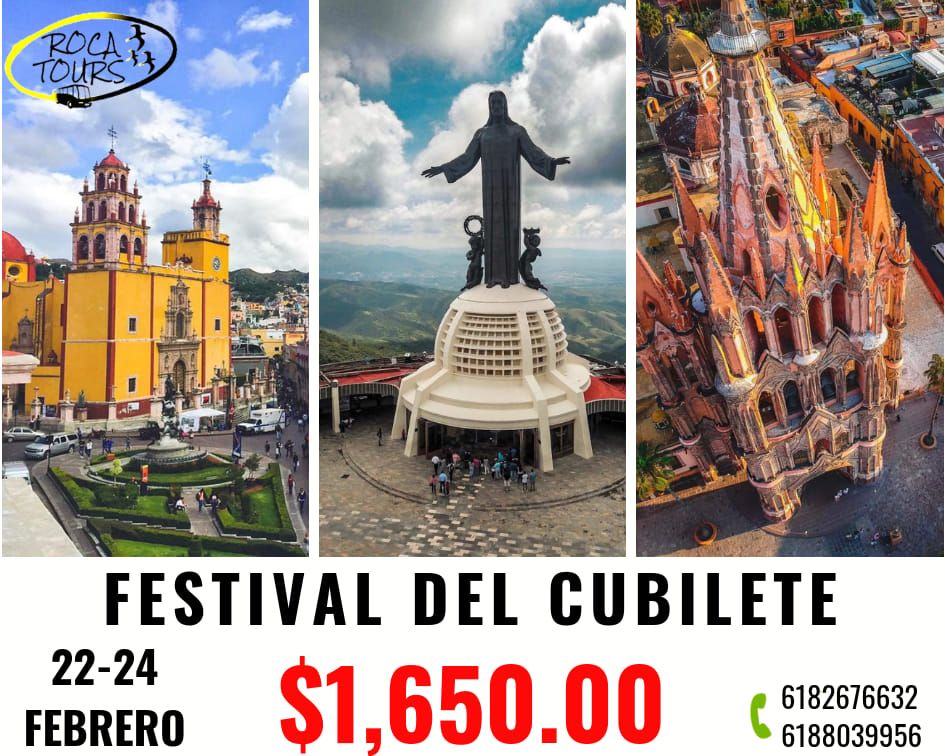 ROCA
TOURS
FESTIVAL DEL CUBILETE
22-24
FEBRERO
$1,650.00
6182676632
6188039956